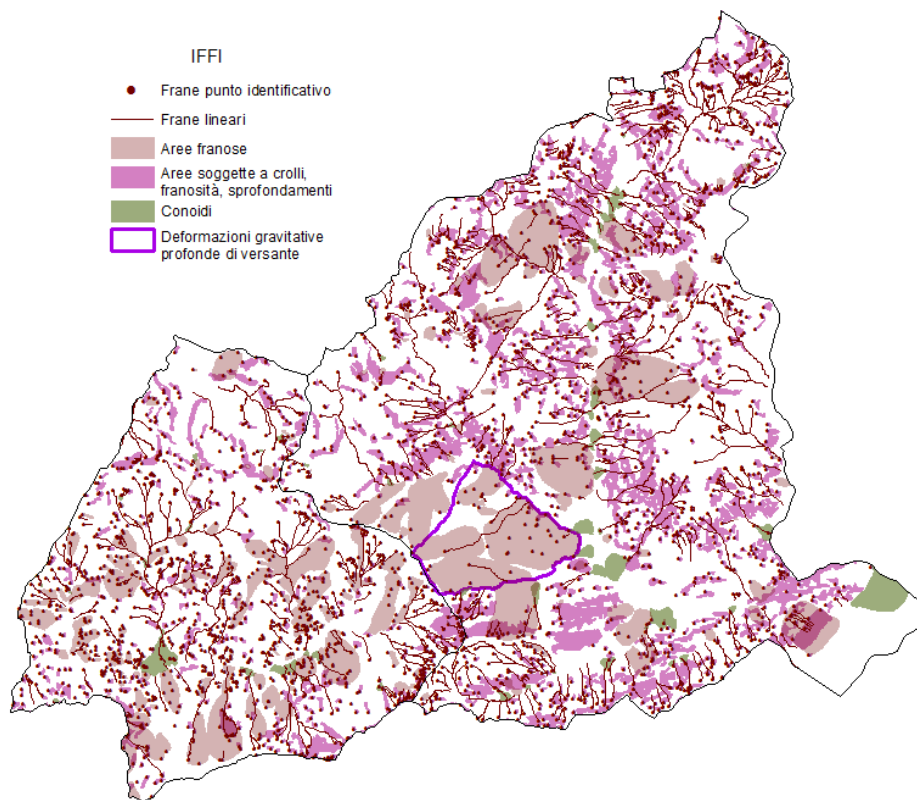 IFFI
Frane punto identificativo
Frane lineari
Aree franose
Aree soggette a crolli,
franosità, sprofondamenti
Conoidi
Deformazioni gravitative
profonde di versante